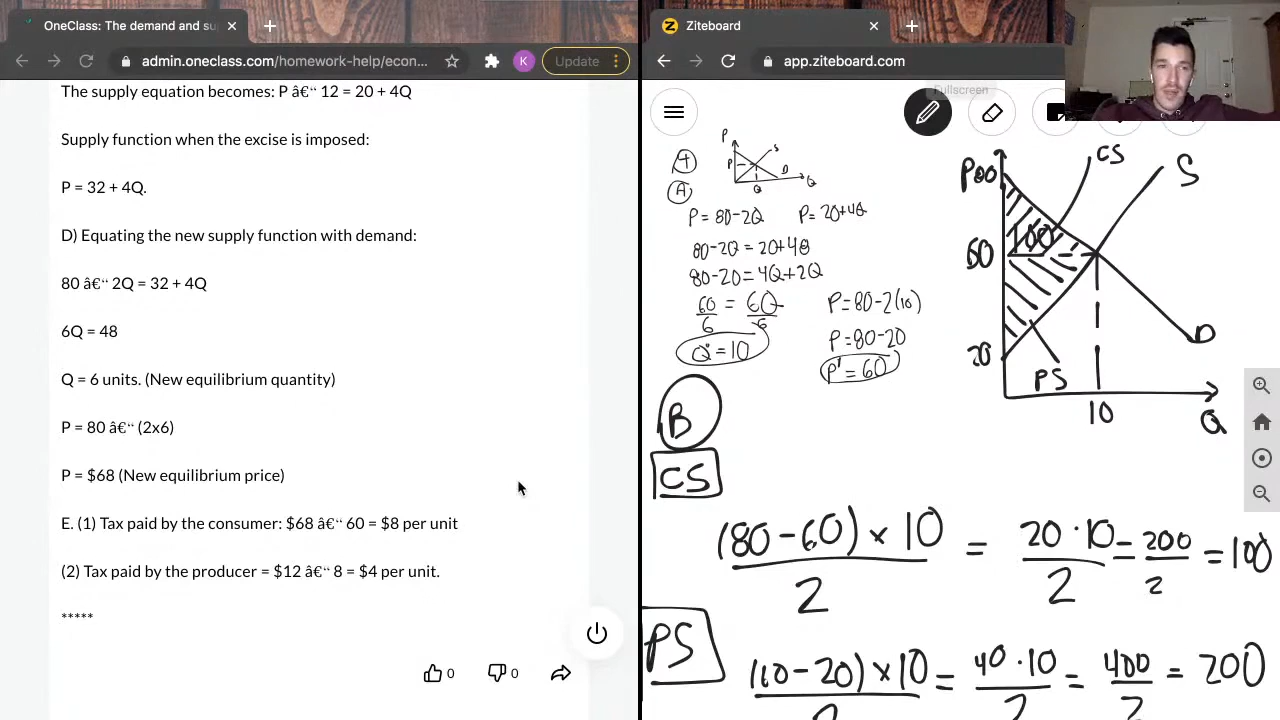 OneClass: The demand and su
Ziteboard
admin.oneclass.com/homework-help/econ...
K
Update
app.ziteboard.com
Fullscreen
The supply equation becomes: P â€“ 12 = 20 + 4Q
Supply function when the excise is imposed:
P = 32 + 4Q.
D) Equating the new supply function with demand:
80 â€“ 2Q = 32 + 4Q
6Q = 48
Q = 6 units. (New equilibrium quantity)
P = 80 â€“ (2x6)
P = $68 (New equilibrium price)
E. (1) Tax paid by the consumer: $68 â€“ 60 = $8 per unit
(2) Tax paid by the producer = $12 â€“ 8 = $4 per unit.
*****
0
0
P
S
P
D
Q
Q
A
P = 80-2Q P = 20+4Q
80-2Q = 20+4Q
80-20 = 4Q+2Q
60/6 = 6Q/6
Q* = 10
P = 80-2(10)
P = 80-20
P* = 60
P
CS
S
100
60
D
20
PS
10
Q
B
CS
(80-60) × 10 / 2 = 20 · 10 / 2 = 200 / 2 = 100
PS
(60-20) × 10 = 40 · 10 / 2 = 400 / 2 = 200